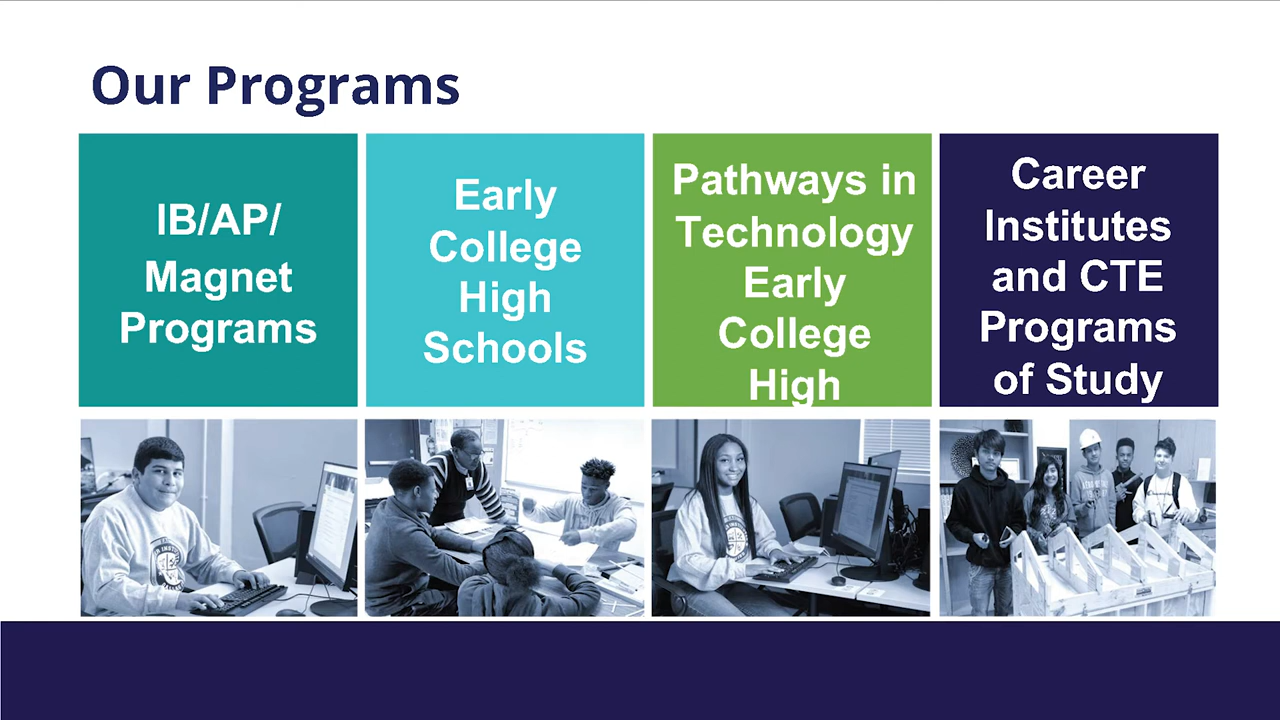 Our Programs
IB/AP/
Magnet
Programs
Early
College
High
Schools
Pathways in
Technology
Early
College
High
Career
Institutes
and CTE
Programs
of Study